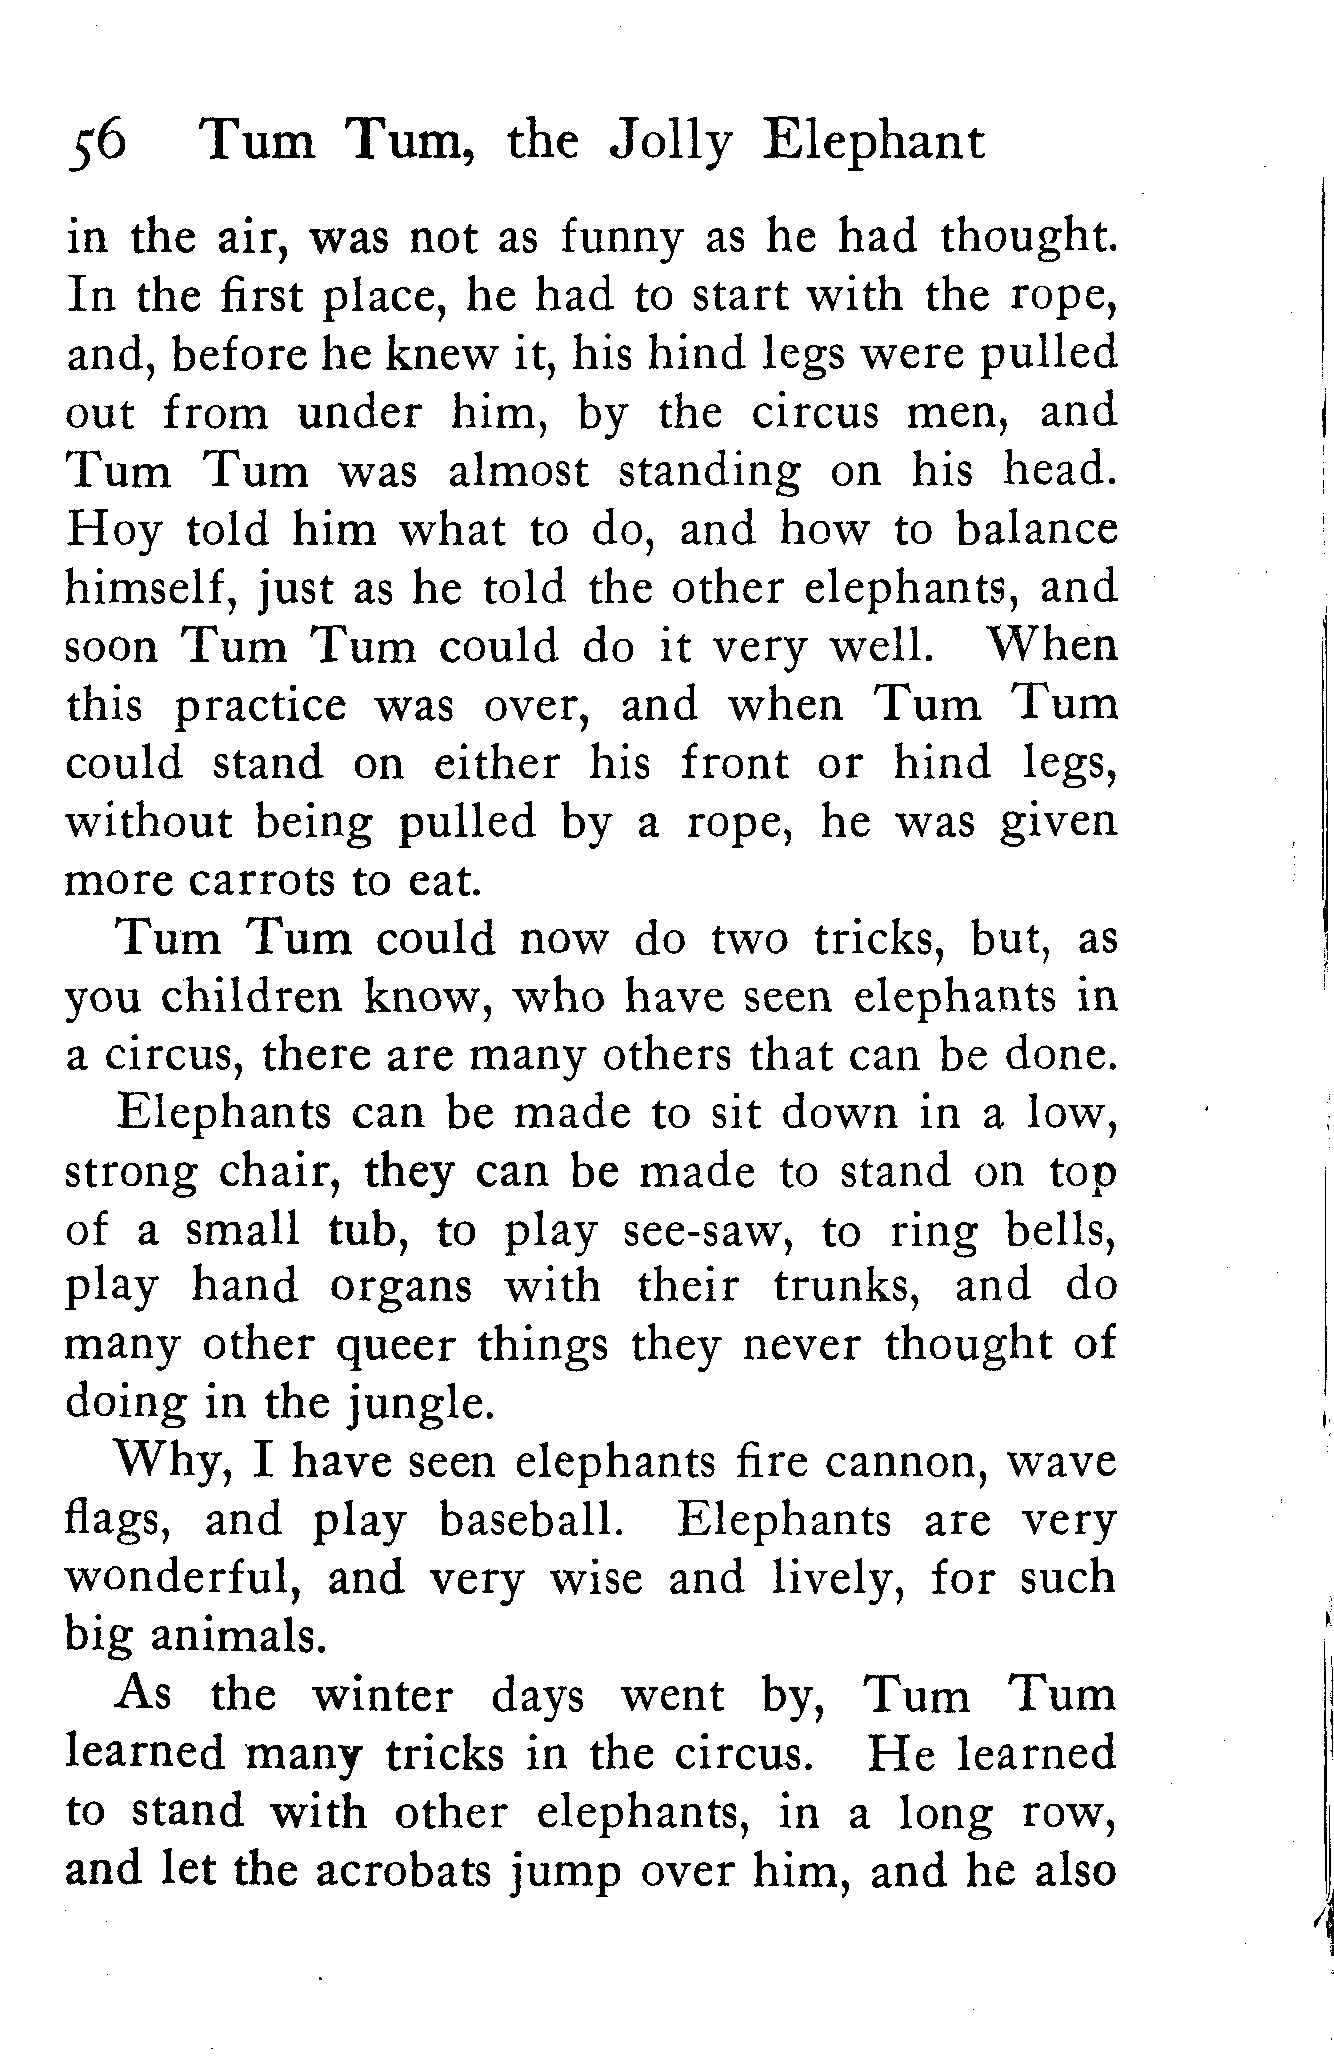 56 Tum Tum, the Jolly Elephant
in the air, was not as funny as he had thought.
In the first place, he had to start with the rope,
and, before he knew it, his hind legs were pulled
out from under him, by the circus men, and
Tum Tum was almost standing on his head.
Hoy told him what to do, and how to balance
himself, just as he told the other elephants, and
soon Tum Tum could do it very well. When
this practice was over, and when Tum Tum
could stand on either his front or hind legs,
without being pulled by a rope, he was given
more carrots to eat.
Tum Tum could now do two tricks, but, as
you children know, who have seen elephants in
a circus, there are many others that can be done.
Elephants can be made to sit down in a low,
strong chair, they can be made to stand on top
of a small tub, to play see-saw, to ring bells,
play hand organs with their trunks, and do
many other queer things they never thought of
doing in the jungle.
Why, I have seen elephants fire cannon, wave
flags, and play baseball. Elephants are very
wonderful, and very wise and lively, for such
big animals.
As the winter days went by, Tum Tum
learned many tricks in the circus. He learned
to stand with other elephants, in a long row,
and let the acrobats jump over him, and he also